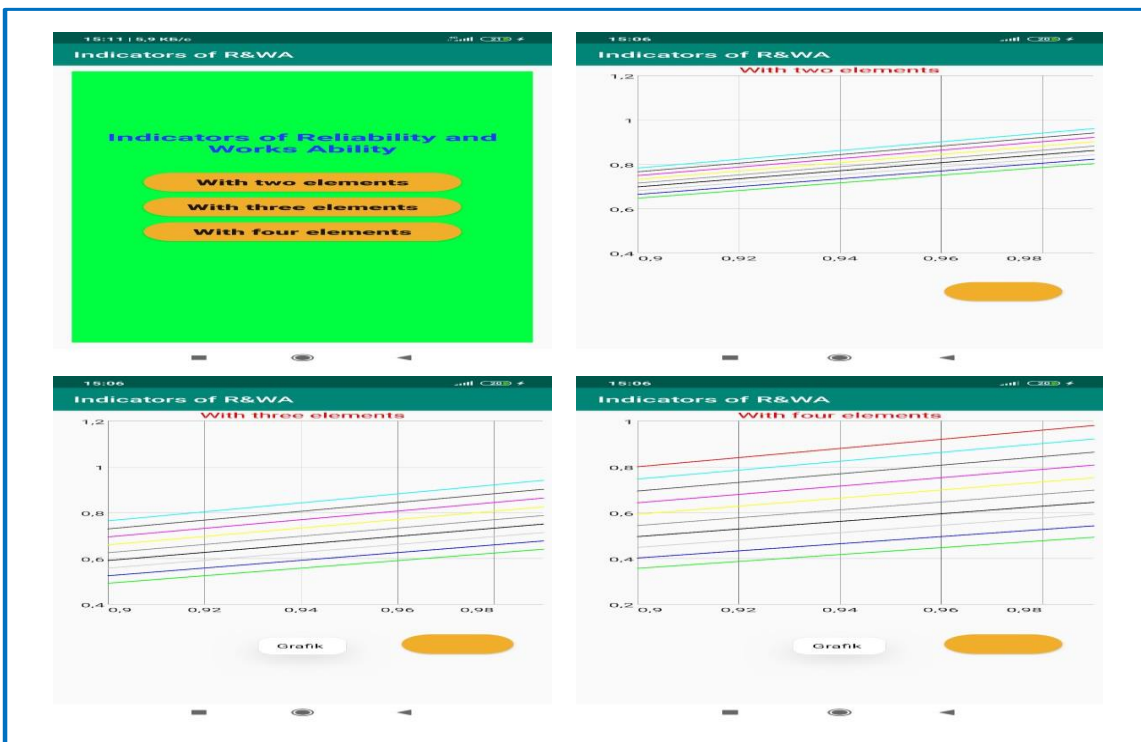 15:11 | 5,9 КБ/с
Indicators of R&WA
Indicators of Reliability and
Works Ability
With two elements
With three elements
With four elements
15:06
20
Indicators of R&WA
With two elements
1,2
1
0,8
0,6
0,4
0,9 0,92 0,94 0,96 0,98
15:06
20
Indicators of R&WA
With three elements
1,2
1
0,8
0,6
0,4
0,9 0,92 0,94 0,96 0,98
Grafik
15:06
20
Indicators of R&WA
With four elements
1
0,8
0,6
0,4
0,2
0,9 0,92 0,94 0,96 0,98
Grafik